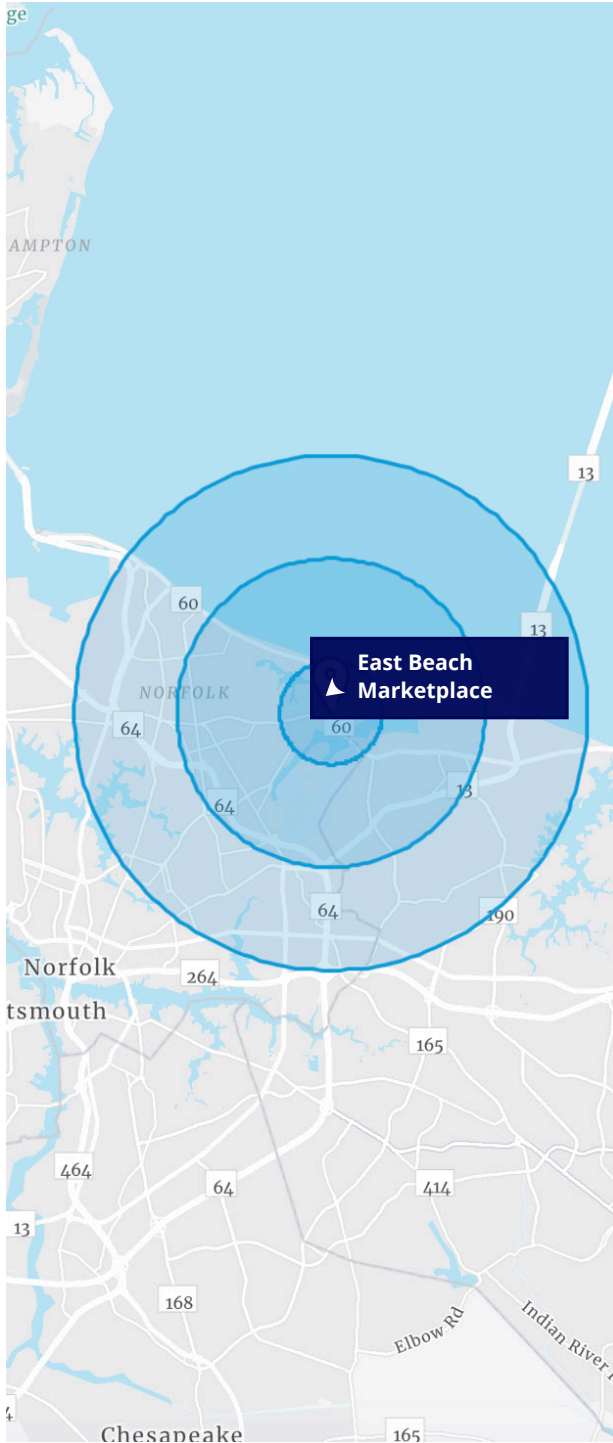 ge
AMPTON
13
60
13
East Beach
Marketplace
NORFOLK
64
60
13
64
64
190
Norfolk
264
tsmouth
165
464
64
414
13
168
Elbow Rd
Indian River
4
Chesapeake
165